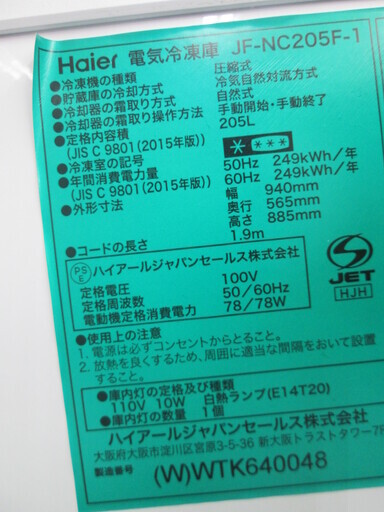 Haier 電気冷凍庫 JF-NC205F-1
●冷凍機の種類 圧縮式
●貯蔵庫の冷却方式 冷気自然対流方式
●冷却器の霜取り方式 自然式
●冷却器の霜取り操作方法 手動開始・手動終了
●定格内容積 205L
(JIS C 9801(2015年版))
●冷凍室の記号
●年間消費電力量 50Hz 249kWh/年
(JIS C 9801(2015年版)) 60Hz 249kWh/年
●外形寸法 幅 940mm
奥行 565mm
高さ 885mm
●コードの長さ 1.9m
PS
E
ハイアールジャパンセールス株式会社
定格電圧 100V
定格周波数 50/60Hz
電動機定格消費電力 78/78W
S
JET
HJH
●使用上の注意
1. 電源は必ずコンセントからとること。
2. 放熱を良くするため、周囲に適当な間隔をおいて設置
すること。
●庫内灯の定格及び種類
110V 10W 白熱ランプ(E14T20)
●庫内灯の数量 1個
ハイアールジャパンセールス株式会社
大阪府大阪市淀川区宮原3-5-36 新大阪トラストタワー7F
製造番号 (W)WTK640048